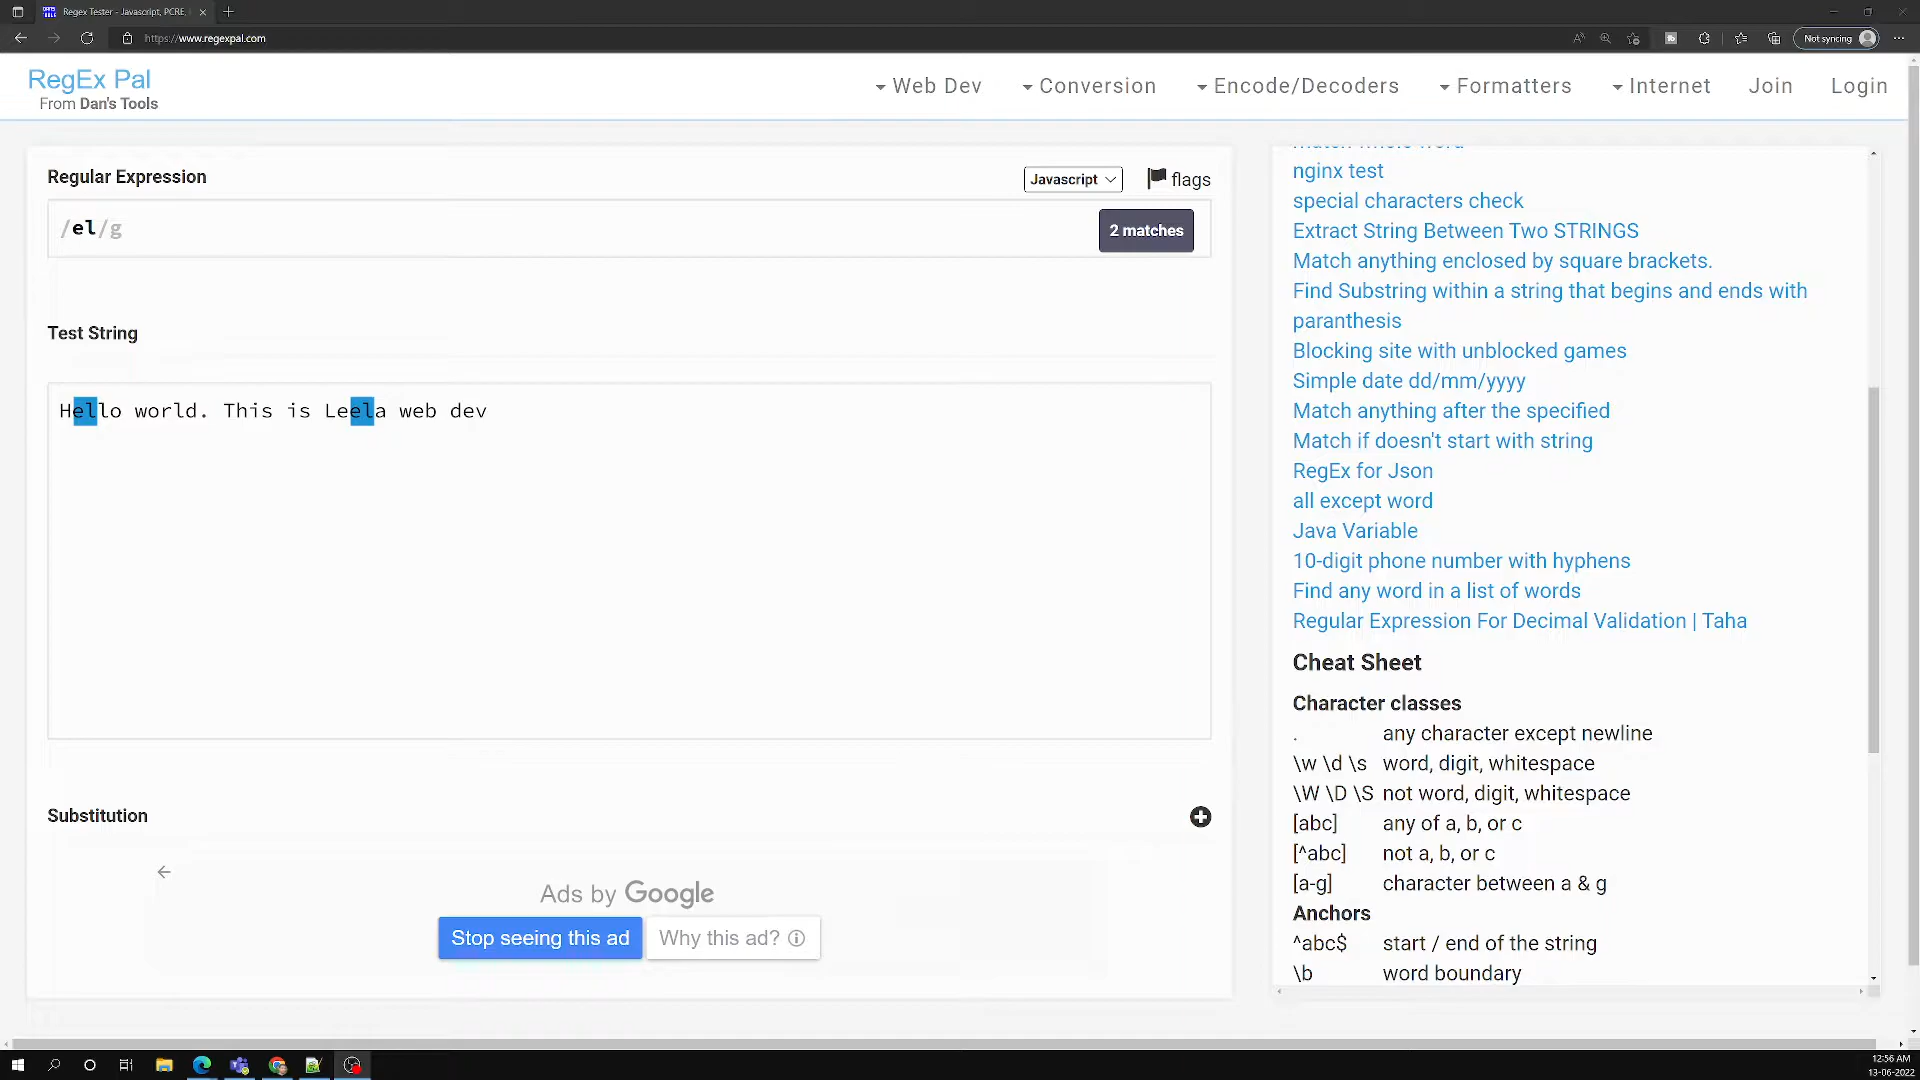 Regex Tester - Javascript, PCRE,
https://www.regexpal.com
Not syncing
RegEx Pal
From Dan's Tools
Web Dev
Conversion
Encode/Decoders
Formatters
Internet
Join
Login
Regular Expression
Javascript
flags
/el/g
2 matches
Test String
Hello world. This is Leela web dev
Substitution
Ads by Google
Stop seeing this ad
Why this ad?
nginx test
special characters check
Extract String Between Two STRINGS
Match anything enclosed by square brackets.
Find Substring within a string that begins and ends with
paranthesis
Blocking site with unblocked games
Simple date dd/mm/yyyy
Match anything after the specified
Match if doesn't start with string
RegEx for Json
all except word
Java Variable
10-digit phone number with hyphens
Find any word in a list of words
Regular Expression For Decimal Validation | Taha
Cheat Sheet
Character classes
. any character except newline
\w \d \s word, digit, whitespace
\W \D \S not word, digit, whitespace
[abc] any of a, b, or c
[^abc] not a, b, or c
[a-g] character between a & g
Anchors
^abc$ start / end of the string
\b word boundary
12:56 AM
13-06-2022